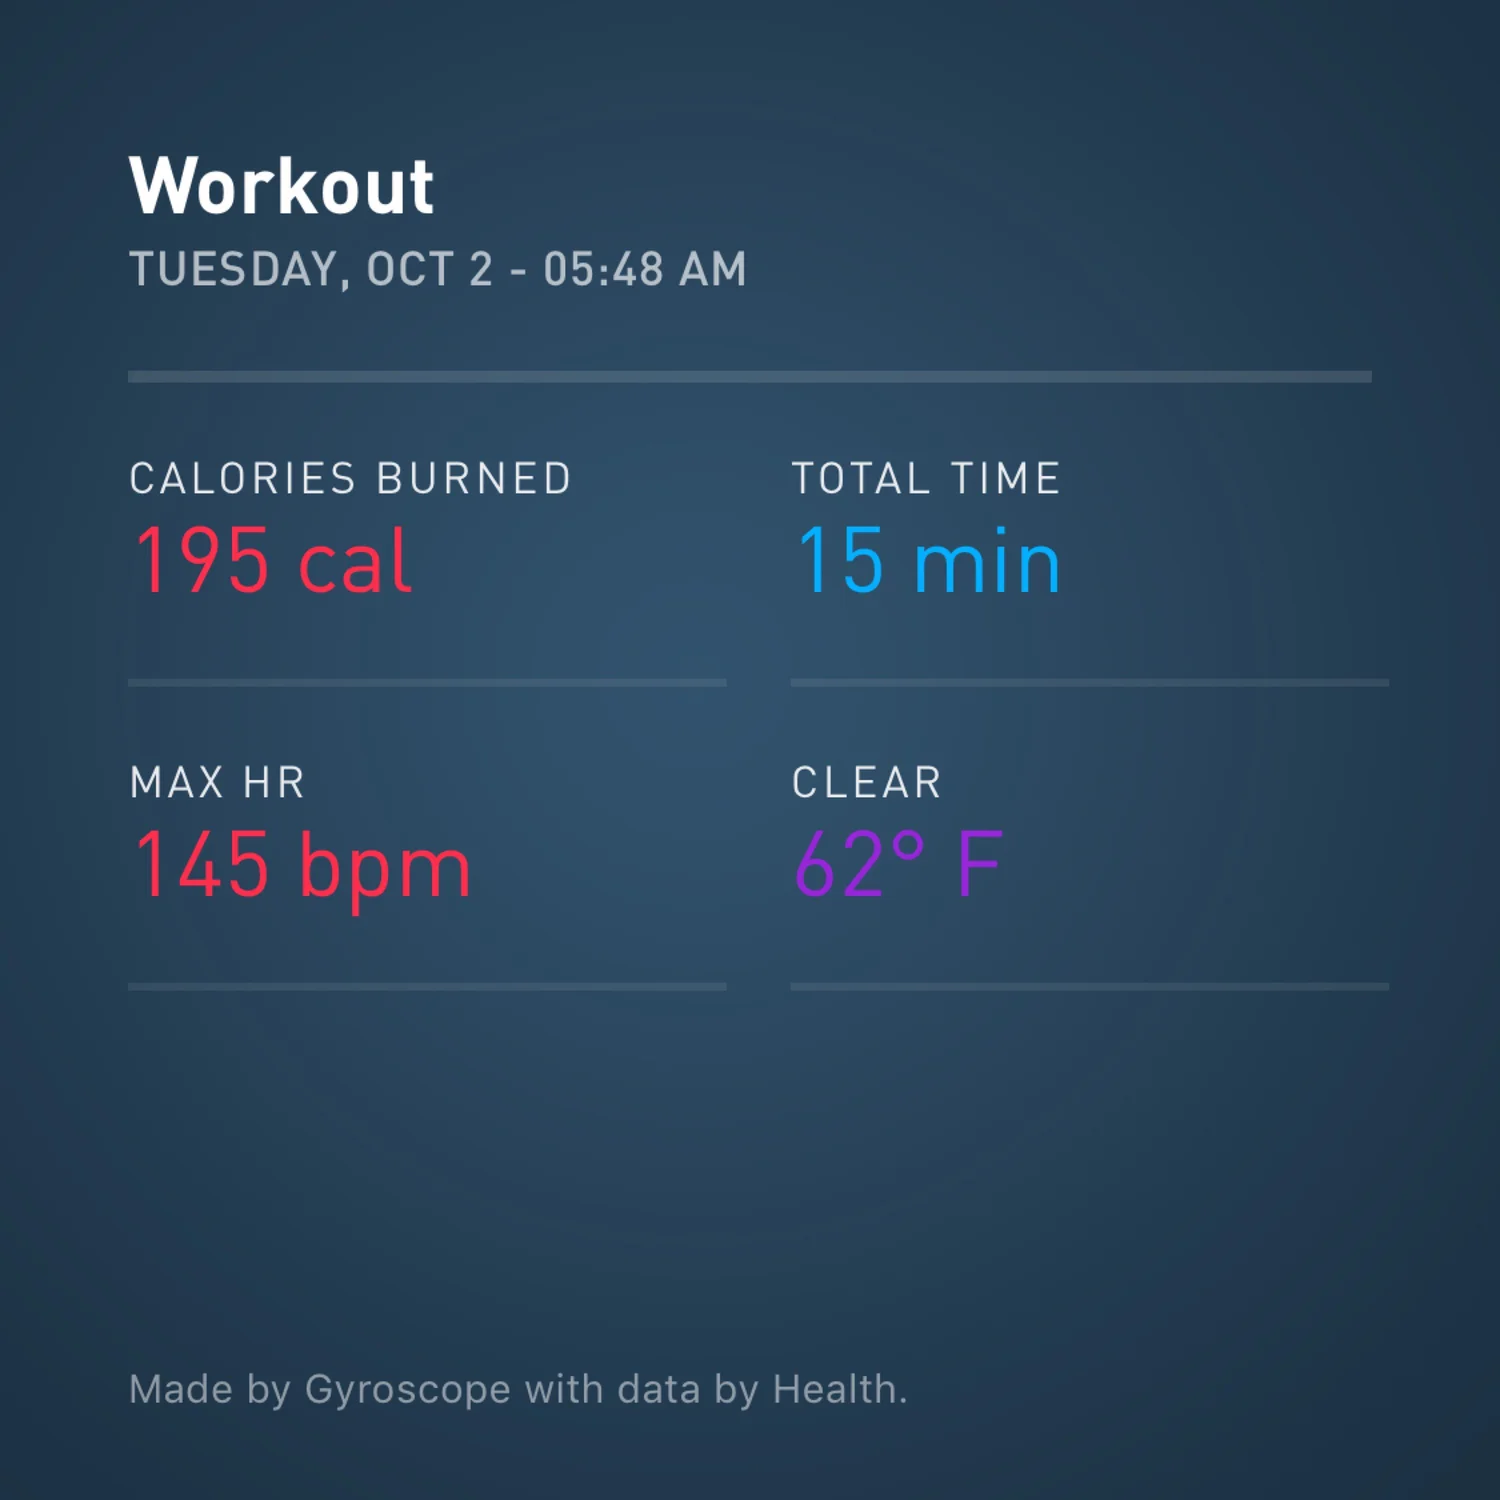 Workout
TUESDAY, OCT 2 - 05:48 AM
CALORIES BURNED
195 cal
TOTAL TIME
15 min
MAX HR
145 bpm
CLEAR
62° F
Made by Gyroscope with data by Health.